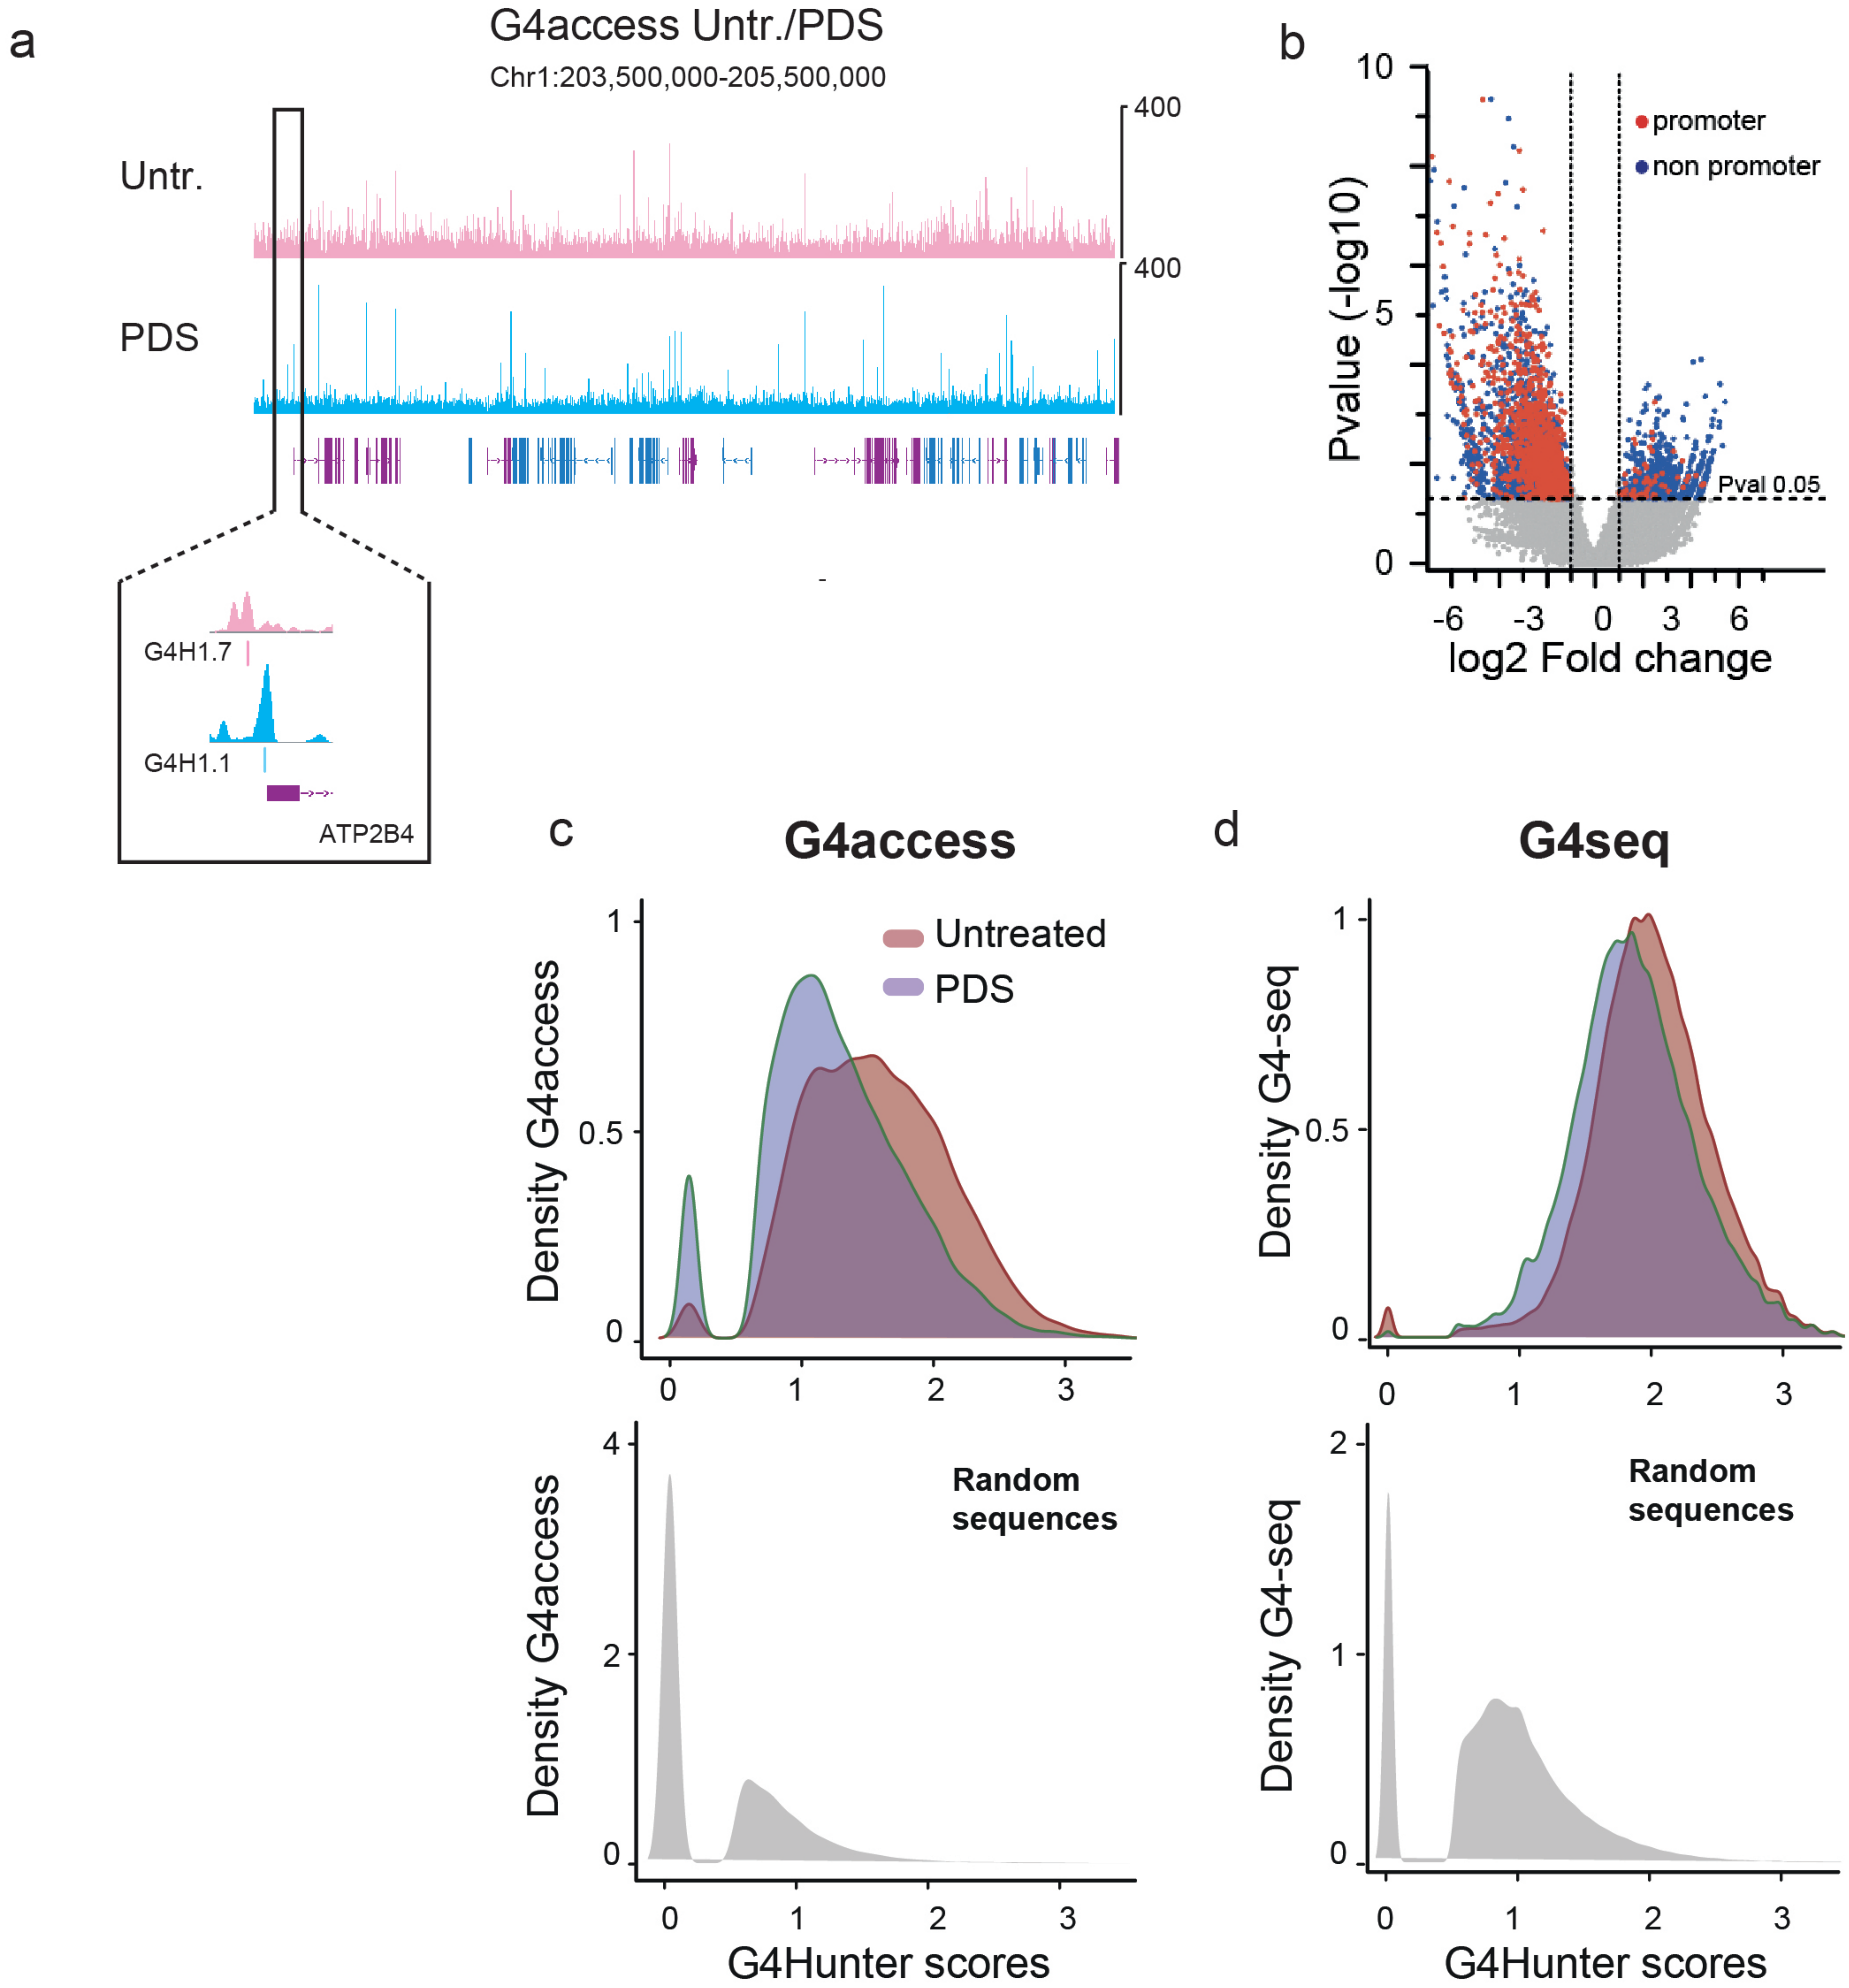 a
G4access Untr./PDS
Chr1:203,500,000-205,500,000
400
Untr.
400
PDS
G4H1.7
G4H1.1
ATP2B4
-
b
10
5
0
Pvalue (-log10)
promoter
non promoter
Pval 0.05
-6 -3 0 3 6
log2 Fold change
c
G4access
1
0.5
0
Density G4access
Untreated
PDS
0 1 2 3
4
2
0
Density G4access
Random
sequences
0 1 2 3
G4Hunter scores
d
G4seq
1
0.5
0
Density G4-seq
0 1 2 3
2
1
0
Density G4-seq
Random
sequences
0 1 2 3
G4Hunter scores